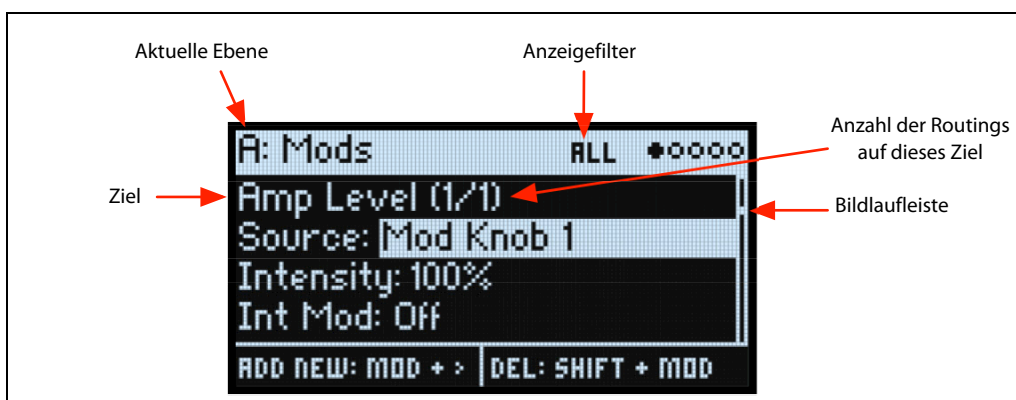 Aktuelle Ebene
Anzeigefilter
Anzahl der Routings
auf dieses Ziel
A: Mods ALL
Ziel
Amp Level (1/1)
Bildlaufleiste
Source: Mod Knob 1
Intensity: 100%
Int Mod: Off
ADD NEW: MOD + > DEL: SHIFT + MOD